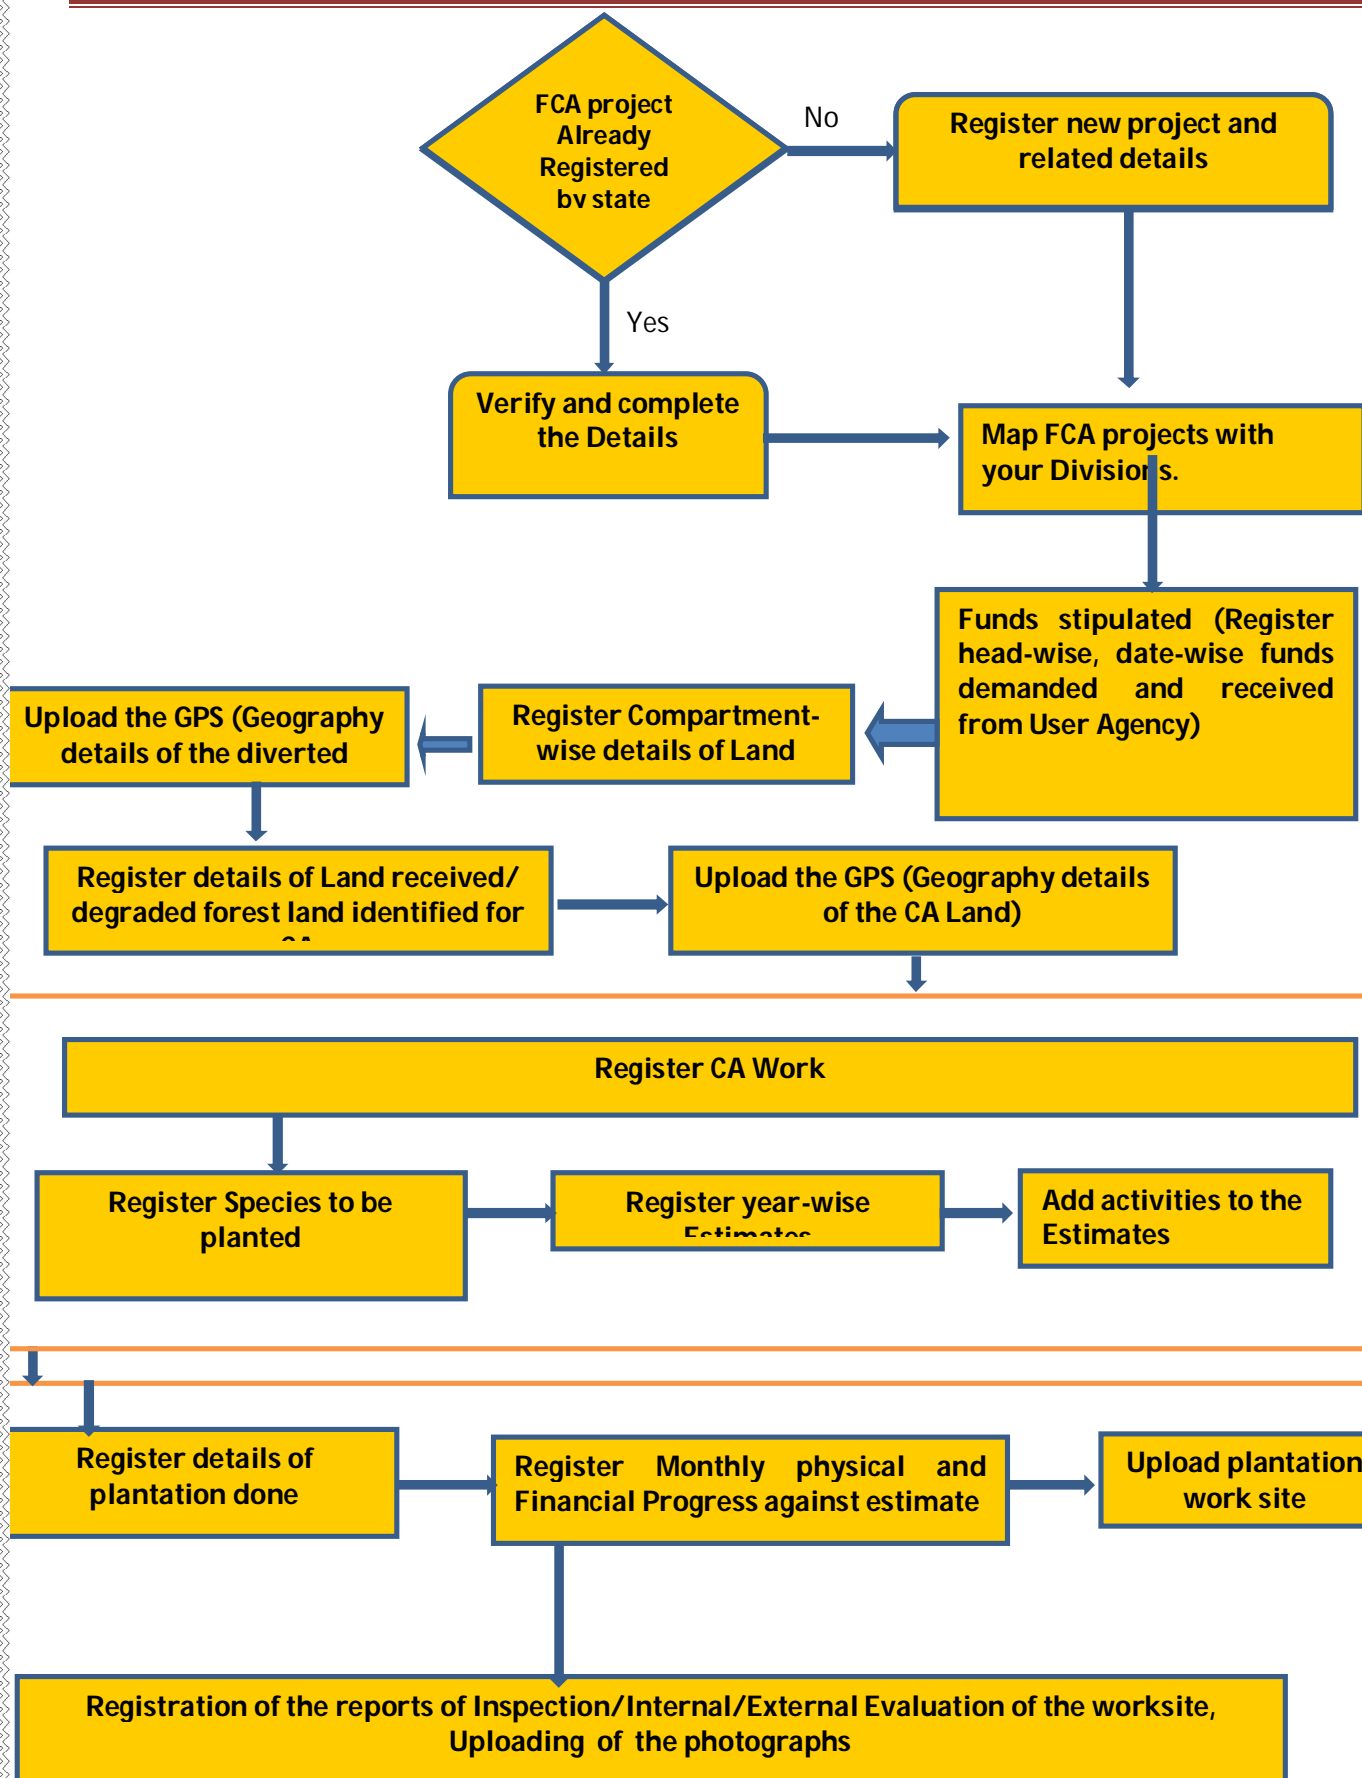 FCA project
Already
Registered
by state
No
Register new project and
related details
Yes
Verify and complete
the Details
Map FCA projects with
your Divisions.
Funds stipulated (Register
head-wise, date-wise funds
demanded and received
from User Agency)
Register Compartment-
wise details of Land
Upload the GPS (Geography
details of the diverted
Register details of Land received/
degraded forest land identified for
Upload the GPS (Geography details
of the CA Land)
Register CA Work
Register Species to be
planted
Register year-wise
Estimates
Add activities to the
Estimates
Register details of
plantation done
Register Monthly physical and
Financial Progress against estimate
Upload plantation
work site
Registration of the reports of Inspection/Internal/External Evaluation of the worksite,
Uploading of the photographs